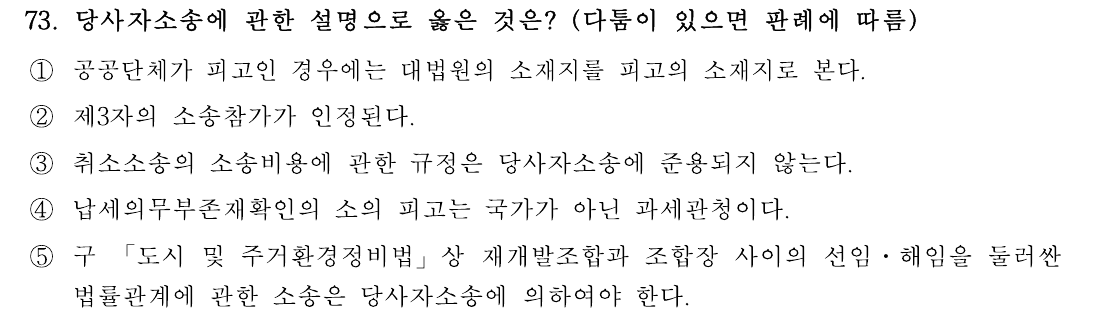 73. 당사자소송에 관한 설명으로 옳은 것은? (다툼이 있으면 판례에 따름)
① 공공단체가 피고인 경우에는 대법원의 소재지를 피고의 소재지로 본다.
② 제3자의 소송참가가 인정된다.
③ 취소소송의 소송비용에 관한 규정은 당사자소송에 준용되지 않는다.
④ 납세의무부존재확인의 소의 피고는 국가가 아닌 과세관청이다.
⑤ 구 「도시 및 주거환경정비법」상 재개발조합과 조합장 사이의 선임・해임을 둘러싼
법률관계에 관한 소송은 당사자소송에 의하여야 한다.